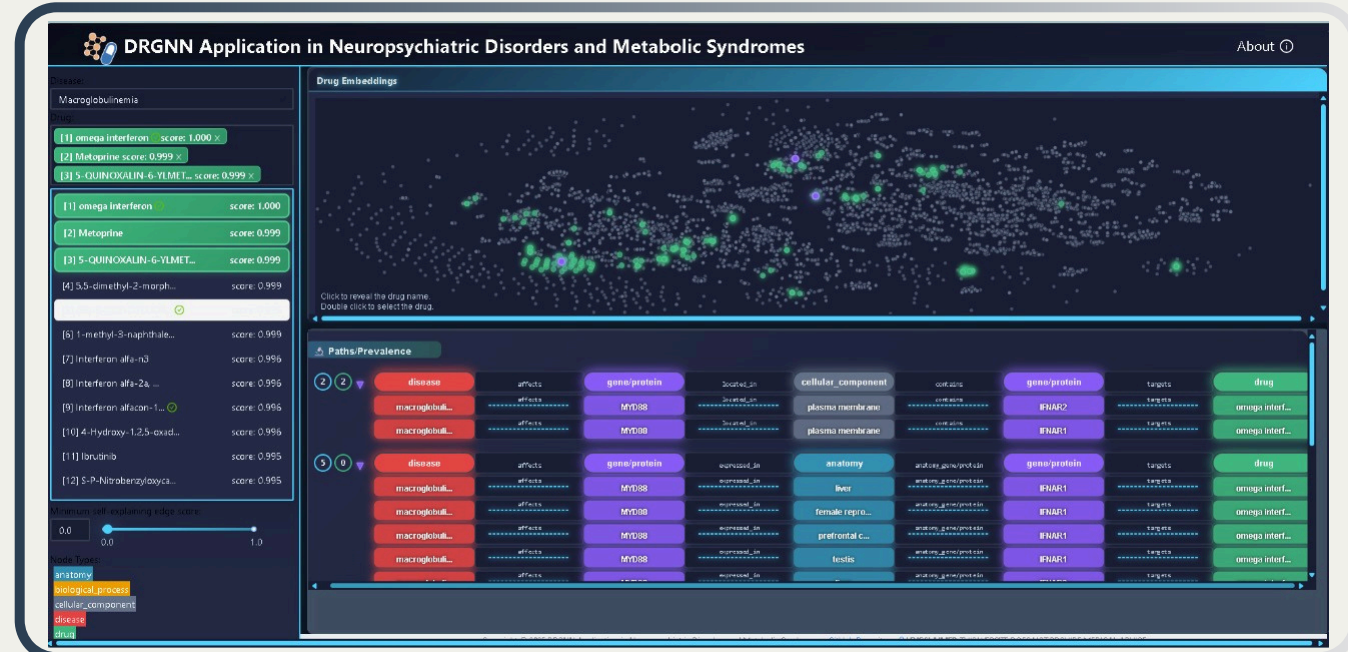 DRGNN Application in Neuropsychiatric Disorders and Metabolic Syndromes
About
Disease:
Macroglobulinemia
Drug:
[1] omega interferon score: 1.000 ×
[2] Metoprine score: 0.999 ×
[3] 5-QUINOXALIN-6-YLMET... score: 0.999 ×
[1] omega interferon score: 1.000
[2] Metoprine score: 0.999
[3] 5-QUINOXALIN-6-YLMET... score: 0.999
[4] 5,5-dimethyl-2-morph... score: 0.999
[6] 1-methyl-3-naphthale... score: 0.999
[7] Interferon alfa-n3 score: 0.996
[8] Interferon alfa-2a, ... score: 0.996
[9] Interferon alfacon-1... score: 0.996
[10] 4-Hydroxy-1,2,5-oxad... score: 0.996
[11] Ibrutinib score: 0.995
[12] S-P-Nitrobenzyloxyca... score: 0.995
Minimum self-explaining edge score:
0.0
0.0 1.0
Node Types:
anatomy
biological_process
cellular_component
disease
drug
Drug Embeddings
Click to reveal the drug name.
Double click to select the drug.
Paths/Prevalence
2 2 disease affects gene/protein located_in cellular_component contains gene/protein targets drug
macroglobuli... affects MYD88 located_in plasma membrane contains IFNAR2 targets omega interf...
macroglobuli... MYD88 plasma membrane IFNAR1 omega interf...
5 0 disease affects gene/protein expressed_in anatomy anatomy_gene/protein gene/protein targets drug
macroglobuli... affects MYD88 expressed_in liver anatomy_gene/protein IFNAR1 targets omega interf...
macroglobuli... affects MYD88 expressed_in female repro... anatomy_gene/protein IFNAR1 targets omega interf...
macroglobuli... affects MYD88 expressed_in prefrontal c... anatomy_gene/protein IFNAR1 targets omega interf...
macroglobuli... affects MYD88 expressed_in testis anatomy_gene/protein IFNAR1 targets omega interf...
affects expressed_in anatomy_gene/protein targets